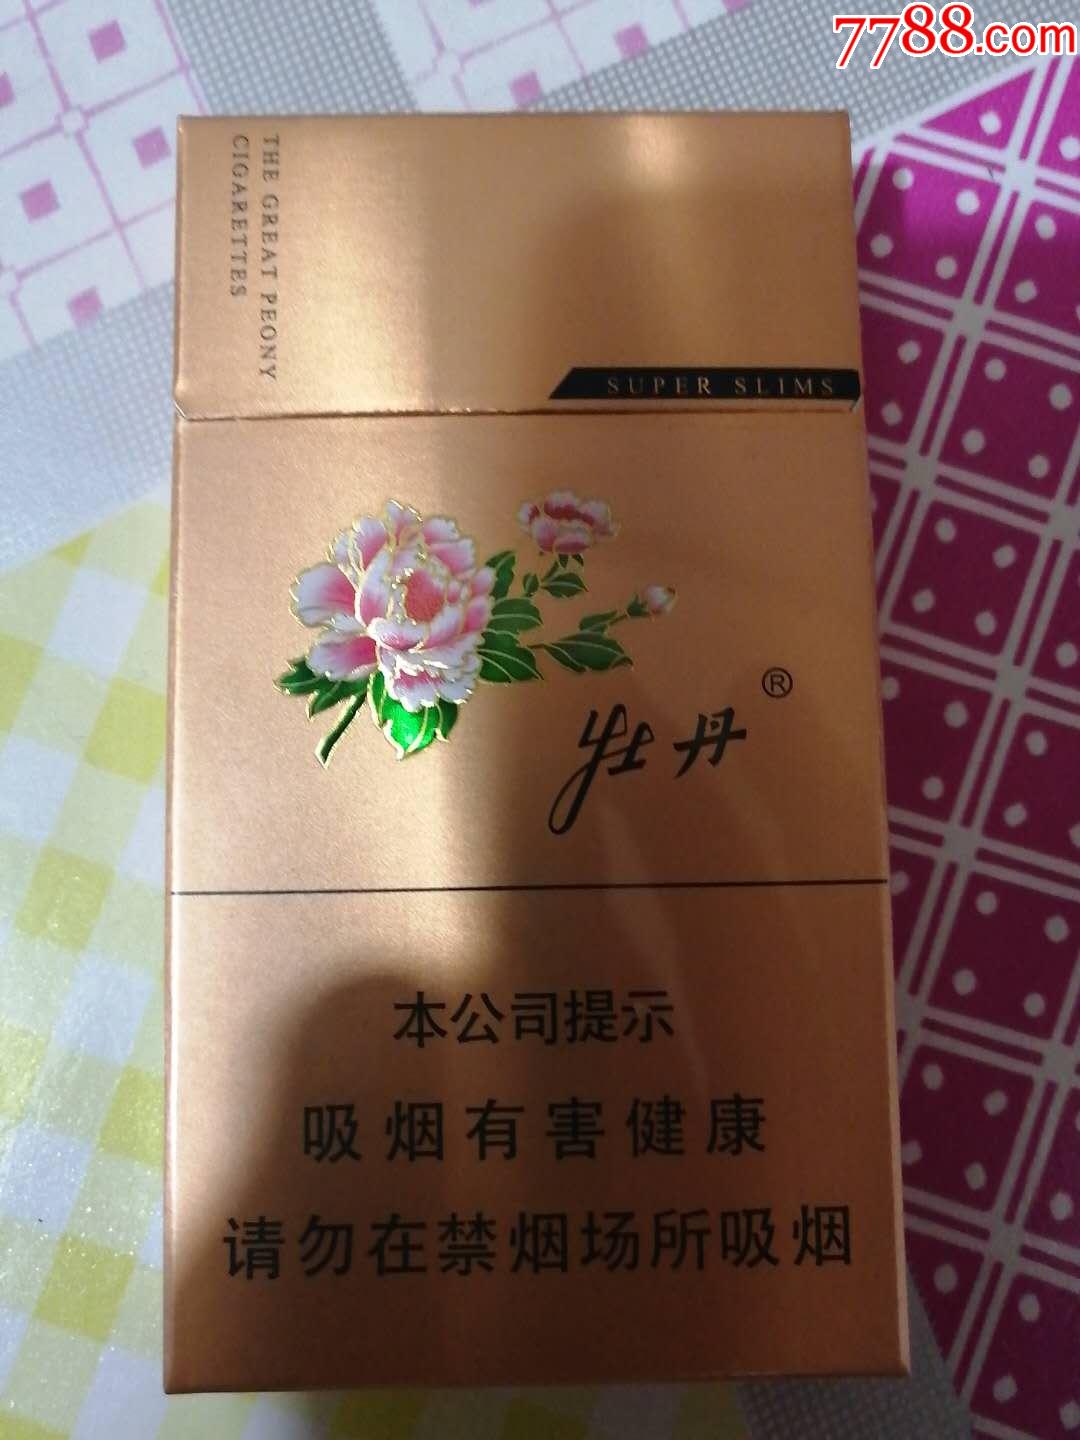 7788.com
THE GREAT PEONY
CIGARETTES
SUPER SLIMS
牡丹®
本公司提示
吸烟有害健康
请勿在禁烟场所吸烟